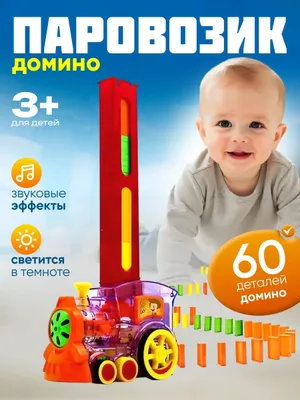 ПАРОВОЗИК
ДОМИНО
3+
для детей
звуковые
эффекты
светится
в темноте
60
деталей
домино